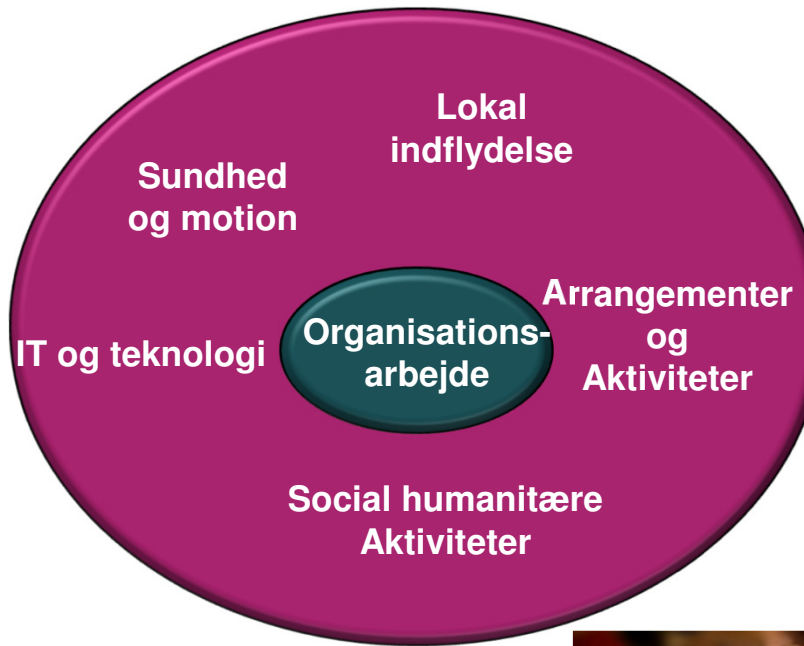 Lokal
indflydelse
Sundhed
og motion
Arrangementer
og
Aktiviteter
IT og teknologi
Organisations-
arbejde
Social humanitære
Aktiviteter